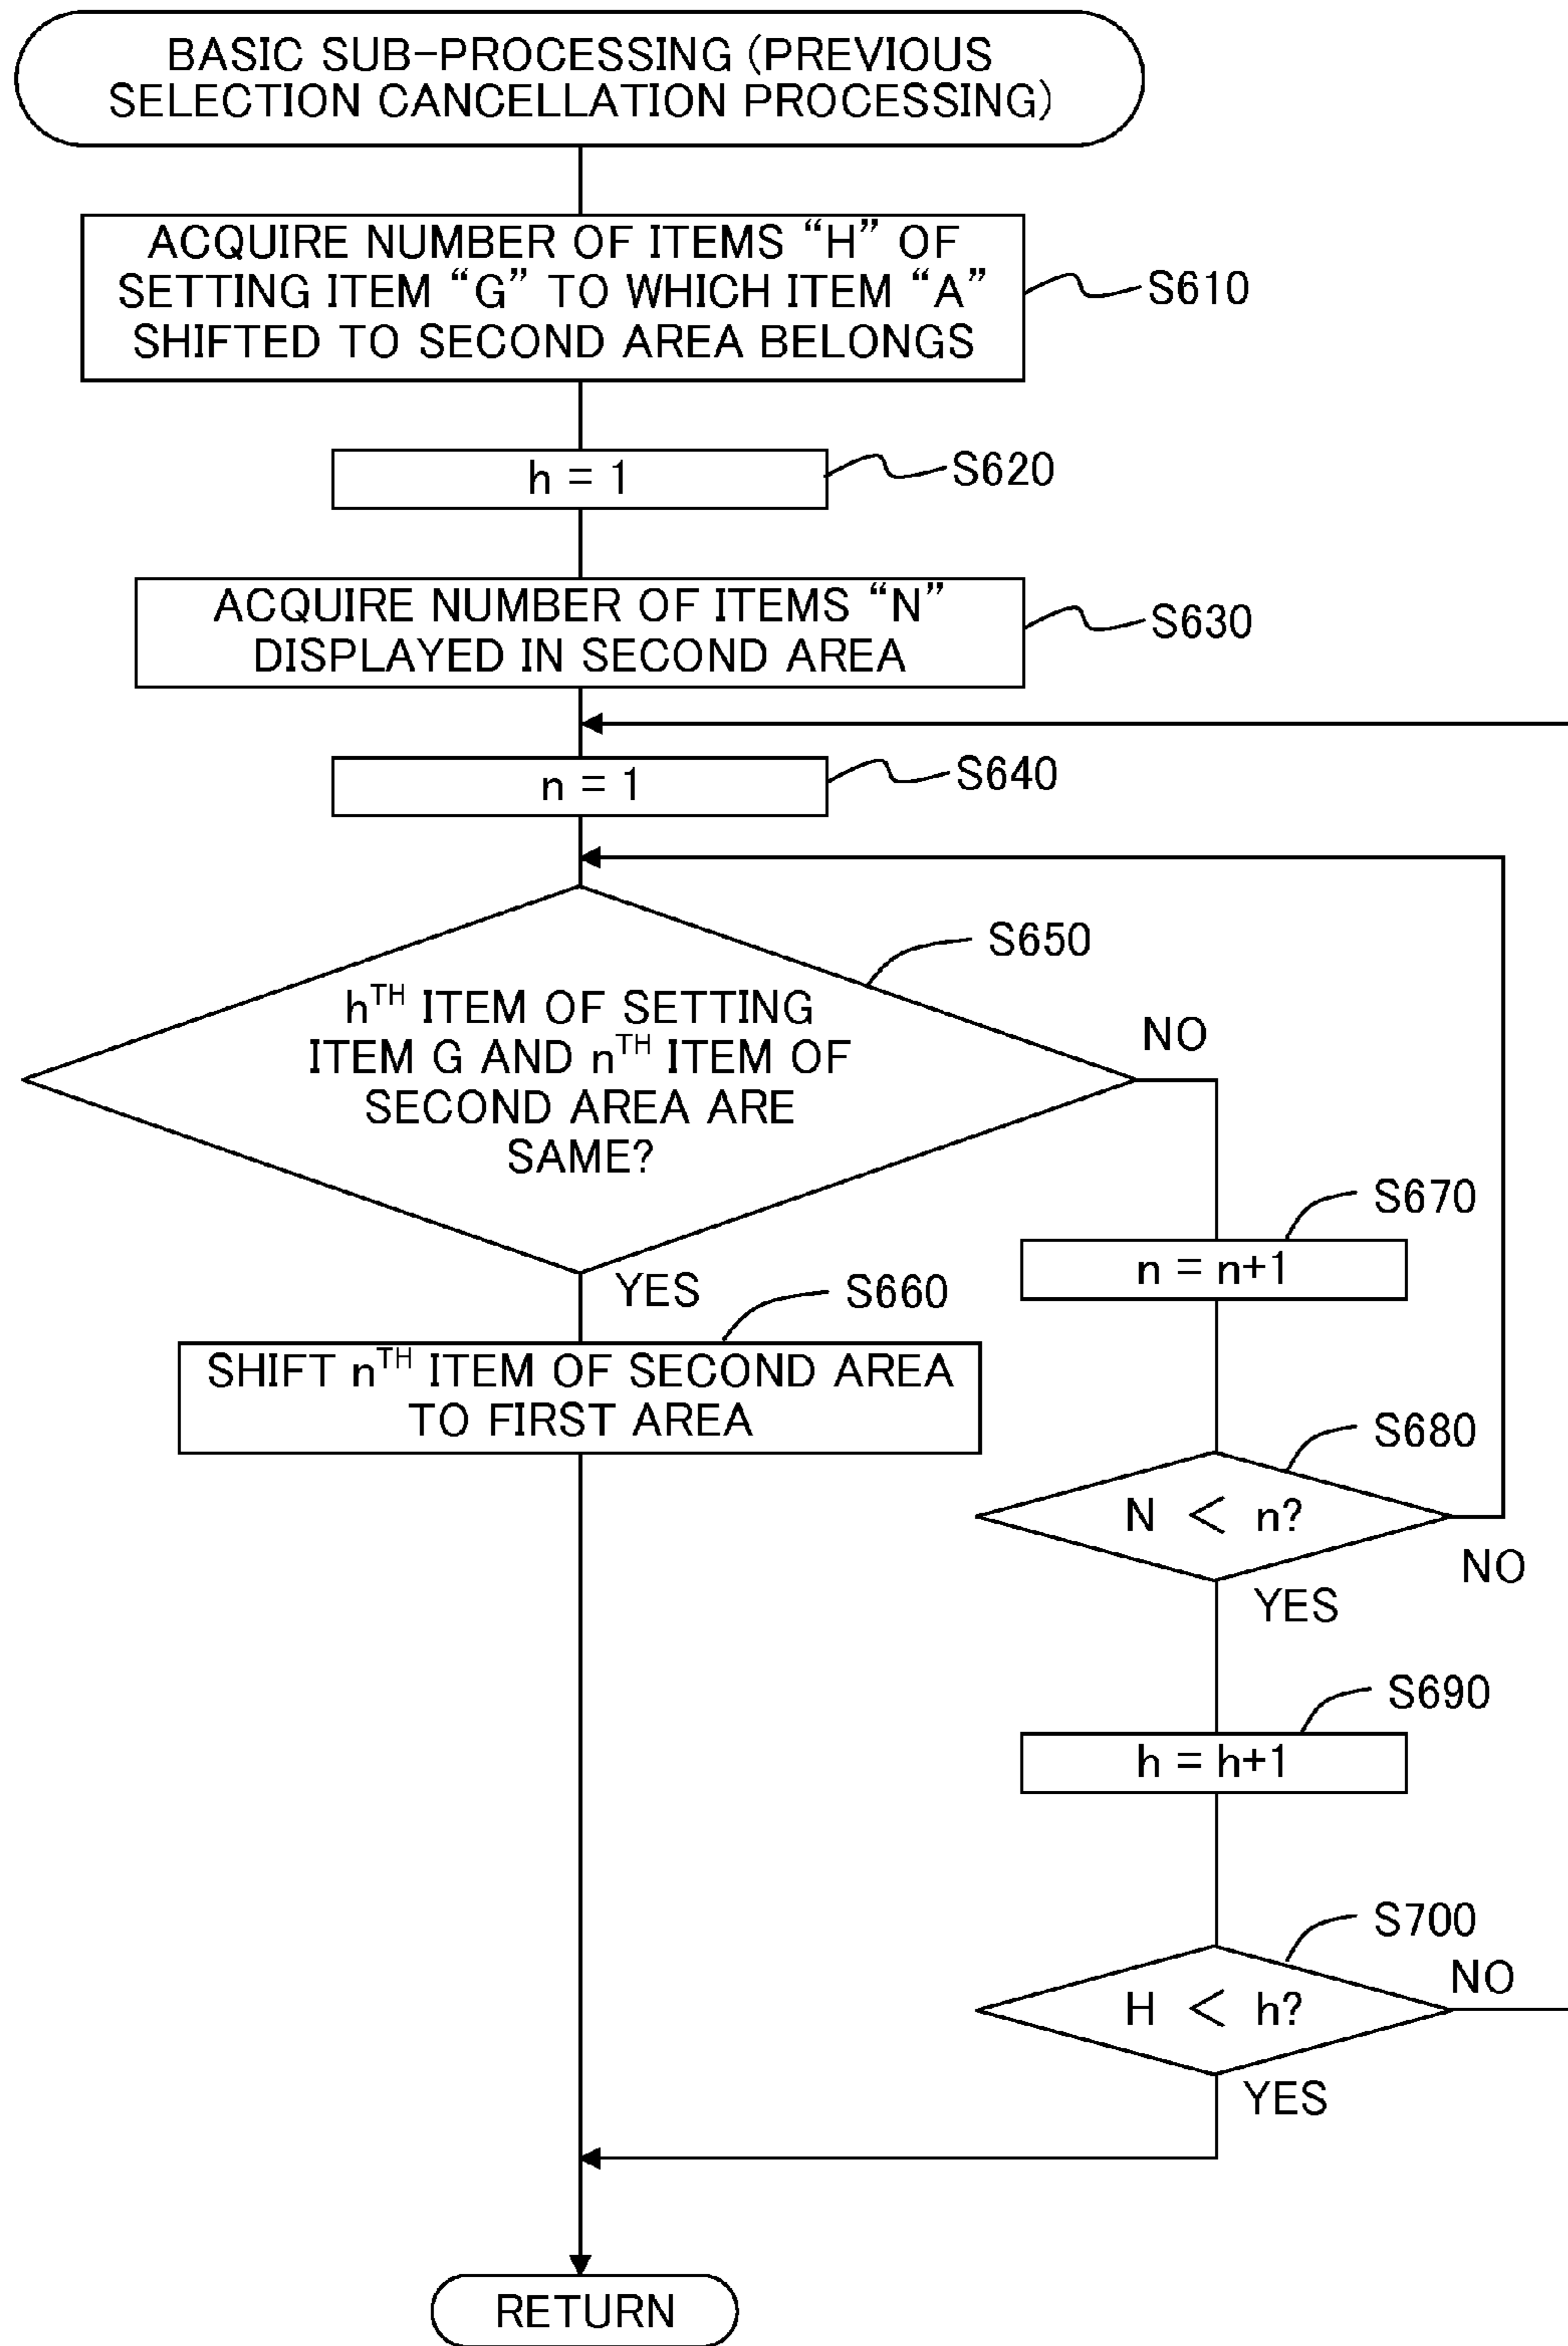 BASIC SUB-PROCESSING (PREVIOUS
SELECTION CANCELLATION PROCESSING)
ACQUIRE NUMBER OF ITEMS “H” OF
SETTING ITEM “G” TO WHICH ITEM “A”
SHIFTED TO SECOND AREA BELONGS
S610
h = 1
S620
ACQUIRE NUMBER OF ITEMS “N”
DISPLAYED IN SECOND AREA
S630
n = 1
S640
S650
hTH ITEM OF SETTING
ITEM G AND nTH ITEM OF
SECOND AREA ARE
SAME?
NO
YES
S660
SHIFT nTH ITEM OF SECOND AREA
TO FIRST AREA
S670
n = n+1
S680
N < n?
NO
YES
S690
h = h+1
S700
H < h?
NO
YES
RETURN